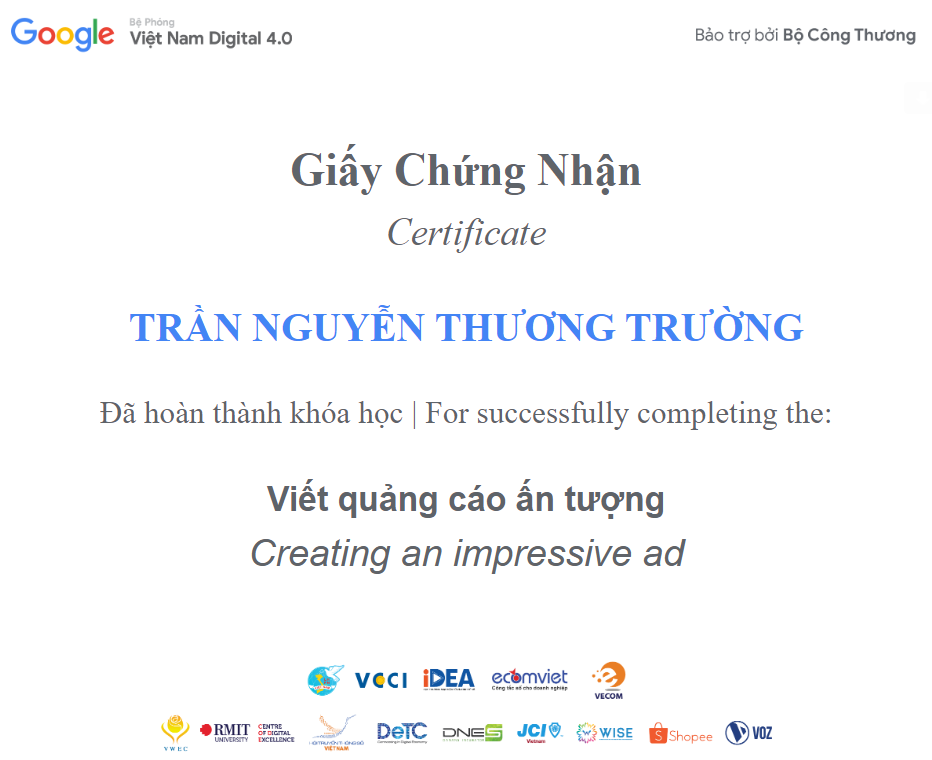 Google
Bệ Phóng
Việt Nam Digital 4.0
Bảo trợ bởi Bộ Công Thương
Giấy Chứng Nhận
Certificate
TRẦN NGUYỄN THƯƠNG TRƯỜNG
Đã hoàn thành khóa học | For successfully completing the:
Viết quảng cáo ấn tượng
Creating an impressive ad
VCCI
iDEA
ecomviet
Công tác số cho doanh nghiệp
VECOM
VWEC
RMIT
UNIVERSITY
CENTRE
OF DIGITAL
EXCELLENCE
VIỆT NAM
DeTC
DNES
JCI
Vietnam
WISE
Shopee
VOZ